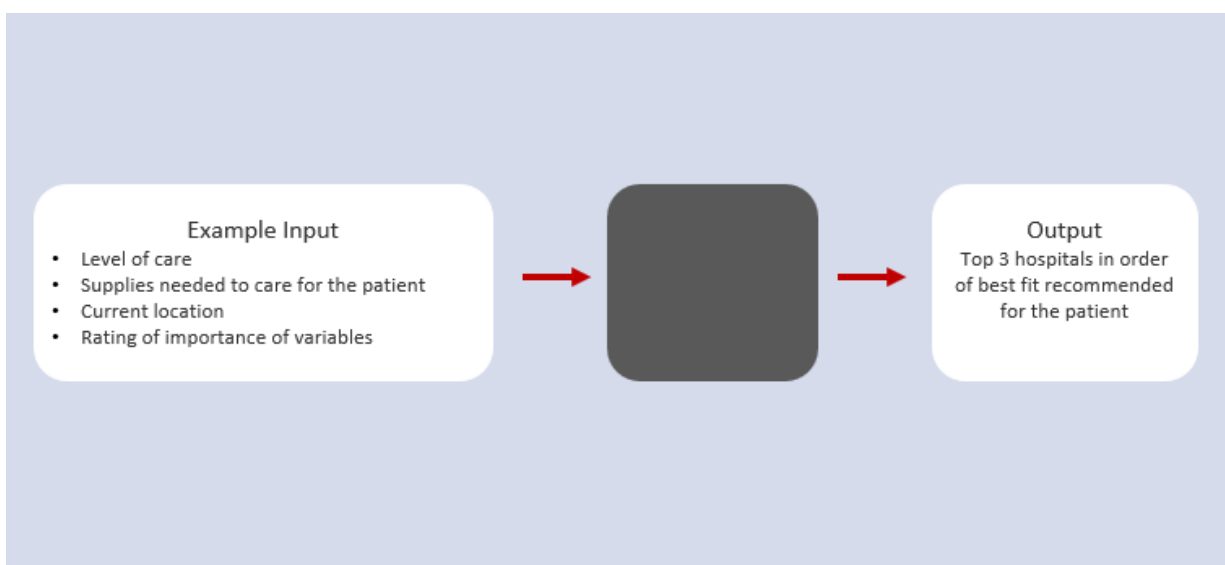 Example Input
• Level of care
• Supplies needed to care for the patient
• Current location
• Rating of importance of variables
Output
Top 3 hospitals in order
of best fit recommended
for the patient